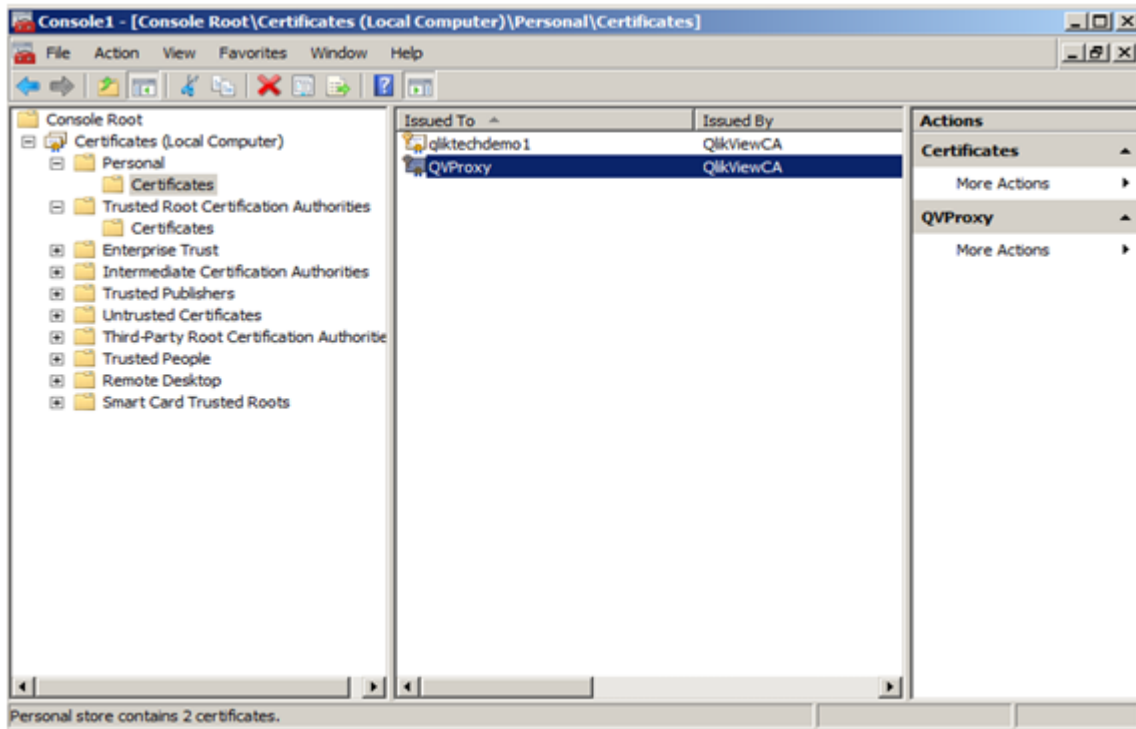 Console1 - [Console Root\Certificates (Local Computer)\Personal\Certificates]
File Action View Favorites Window Help
Console Root
Certificates (Local Computer)
Personal
Certificates
Trusted Root Certification Authorities
Certificates
Enterprise Trust
Intermediate Certification Authorities
Trusted Publishers
Untrusted Certificates
Third-Party Root Certification Authoritie
Trusted People
Remote Desktop
Smart Card Trusted Roots
Issued To Issued By
qliktechdemo1 QlikViewCA
QVProxy QlikViewCA
Actions
Certificates
More Actions
QVProxy
More Actions
Personal store contains 2 certificates.